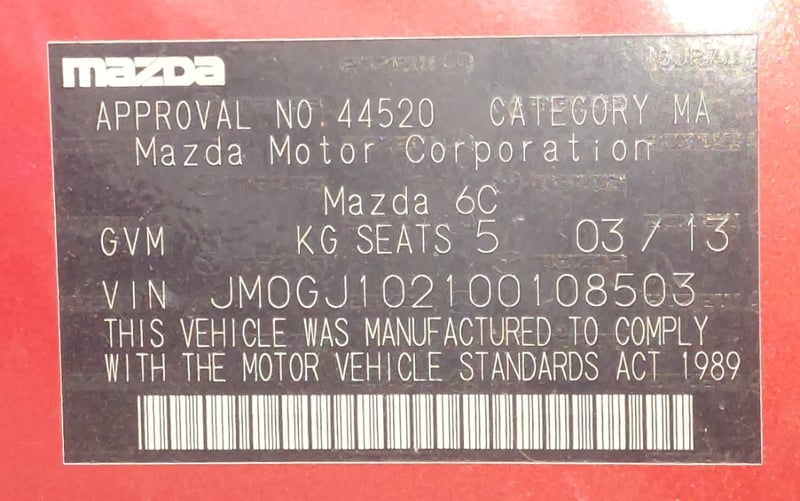 mazda
APPROVAL NO.44520 CATEGORY MA
Mazda Motor Corporation
Mazda 6C
GVM KG SEATS 5 03/13
VIN JM0GJ102100108503
THIS VEHICLE WAS MANUFACTURED TO COMPLY
WITH THE MOTOR VEHICLE STANDARDS ACT 1989